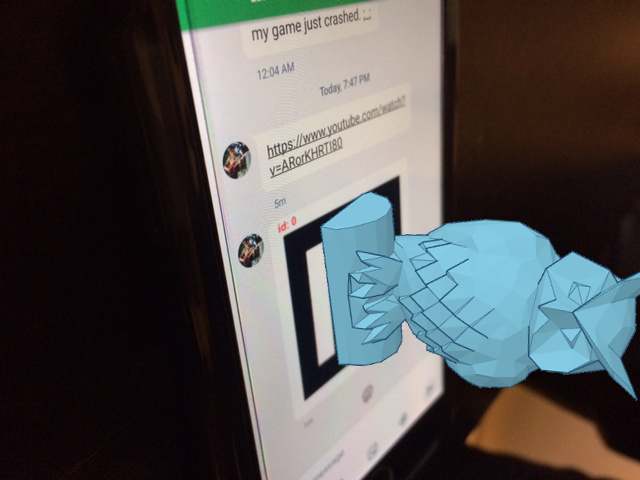 my game just crashed. :-/
12:04 AM
Today, 7:47 PM
https://www.youtube.com/watch?
v=ARorKHRTI80
5m
id: 0